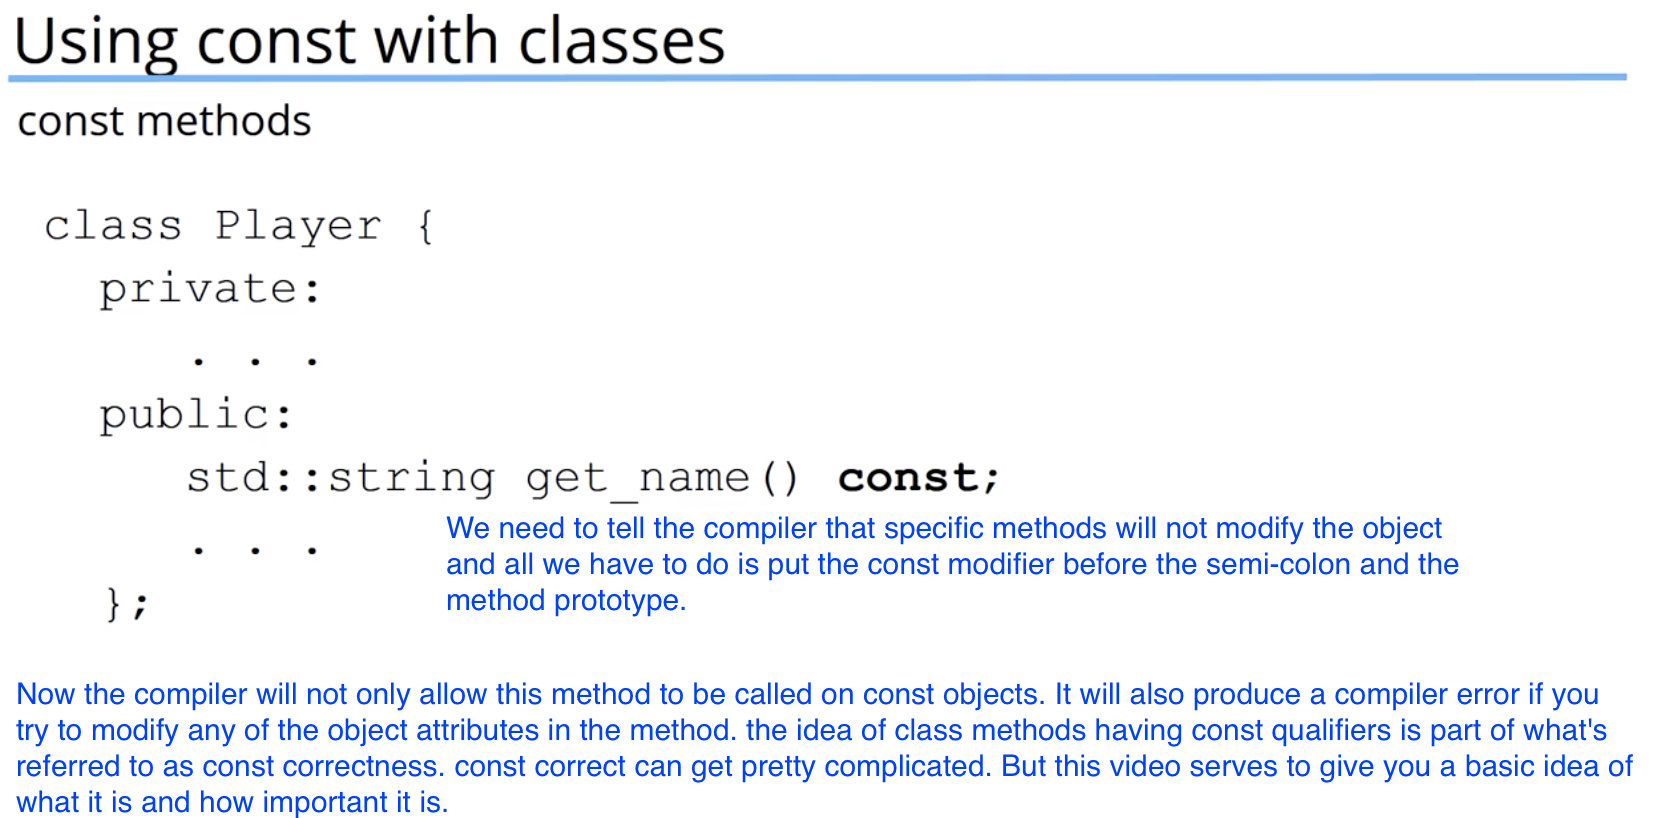 Using const with classes
const methods
class Player {
private:
. . .
public:
std::string get_name() const;
. . .
};
We need to tell the compiler that specific methods will not modify the object
and all we have to do is put the const modifier before the semi-colon and the
method prototype.
Now the compiler will not only allow this method to be called on const objects. It will also produce a compiler error if you
try to modify any of the object attributes in the method. the idea of class methods having const qualifiers is part of what's
referred to as const correctness. const correct can get pretty complicated. But this video serves to give you a basic idea of
what it is and how important it is.